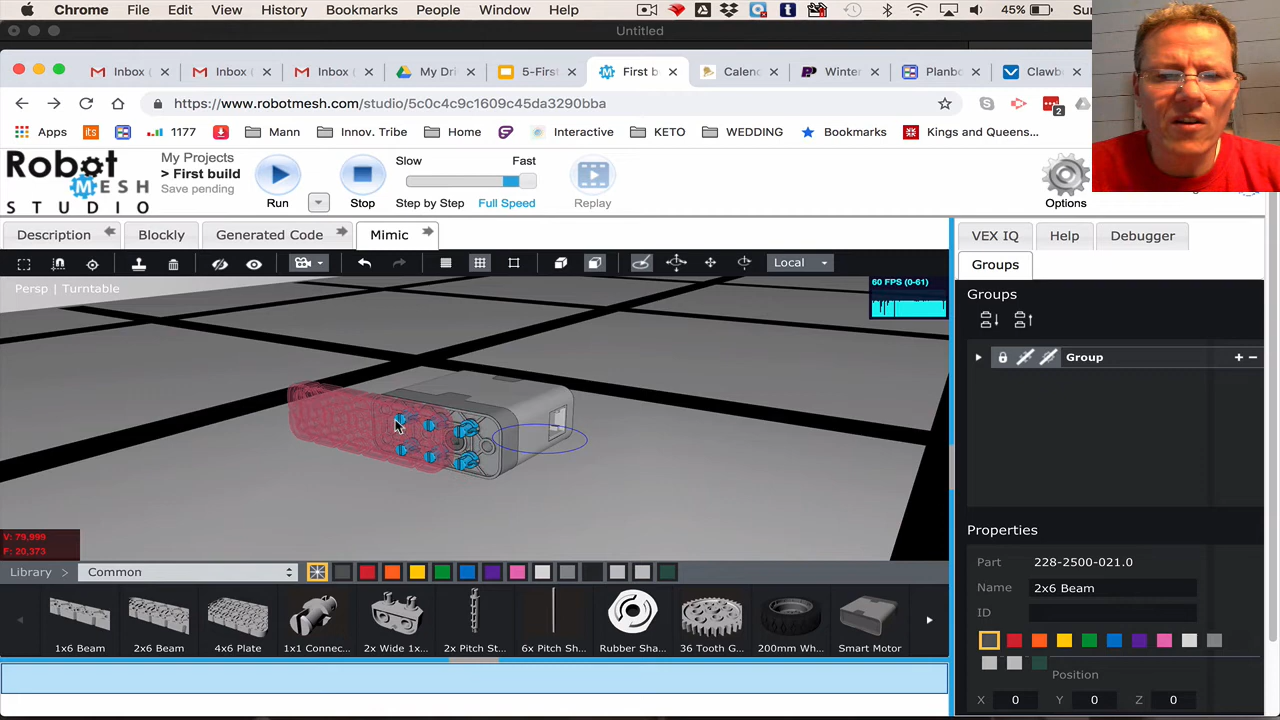 Chrome File Edit View History Bookmarks People Window Help 45%
Untitled
Inbox ( Inbox ( Inbox ( My Dri 5-First First b Calend Winter Planbo Clawb
https://www.robotmesh.com/studio/5c0c4c9c1609c45da3290bba 2
Apps its 1177 Mann Innov. Tribe Home Interactive KETO WEDDING Bookmarks Kings and Queens...
Robot MESH STUDIO
My Projects
> First build
Save pending
Run
Stop
Slow Fast
Step by Step Full Speed
Replay
Options
Description Blockly Generated Code Mimic
Local
Persp | Turntable
60 FPS (0-61)
V: 79,999
F: 20,373
Library > Common
1x6 Beam 2x6 Beam 4x6 Plate 1x1 Connec... 2x Wide 1x... 2x Pitch St... 6x Pitch Sh... Rubber Sha... 36 Tooth G... 200mm Wh... Smart Motor
VEX IQ Help Debugger
Groups
Groups
Group
Properties
Part 228-2500-021.0
Name 2x6 Beam
ID
Position
X 0 Y 0 Z 0